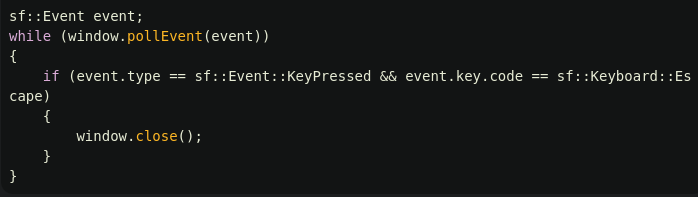 sf::Event event;
while (window.pollEvent(event))
{
    if (event.type == sf::Event::KeyPressed && event.key.code == sf::Keyboard::Es
cape)
    {
        window.close();
    }
}